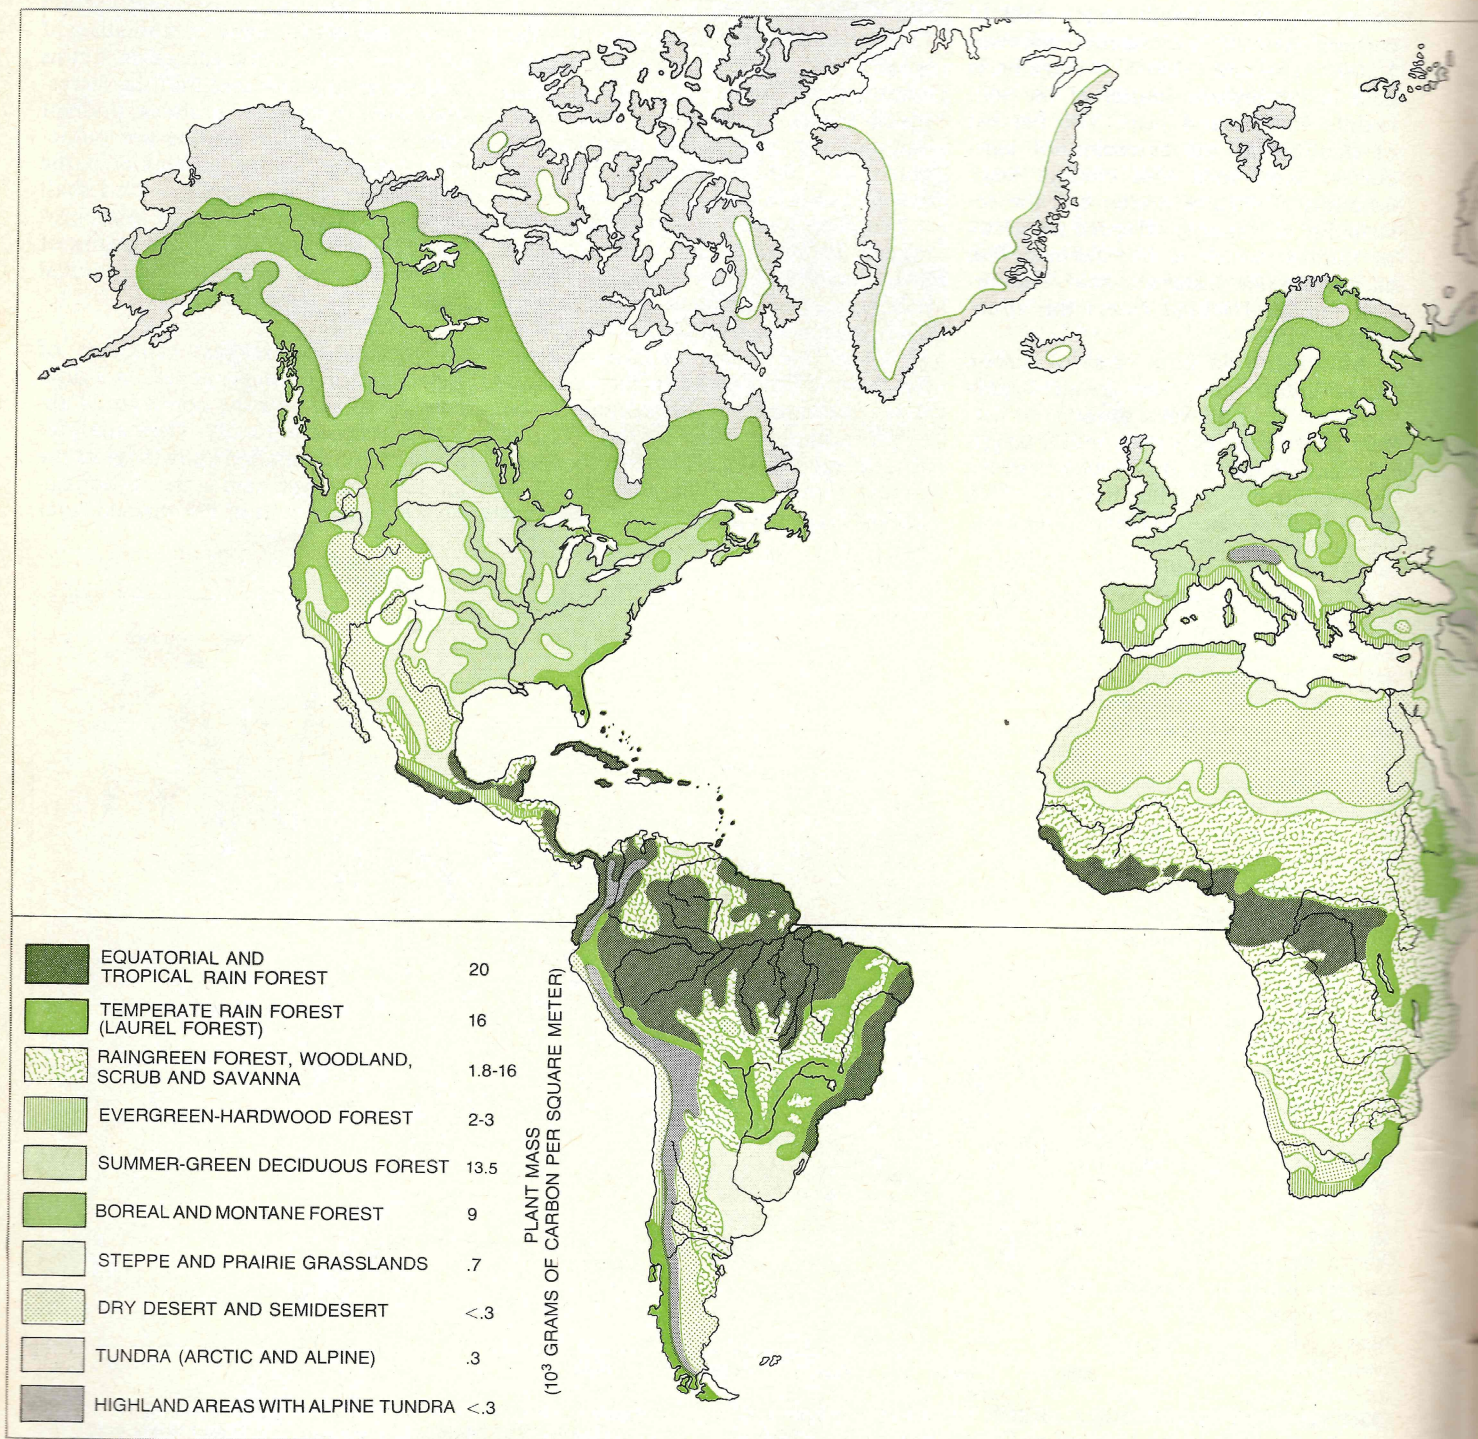 EQUATORIAL AND
TROPICAL RAIN FOREST 20
TEMPERATE RAIN FOREST
(LAUREL FOREST) 16
RAINGREEN FOREST, WOODLAND,
SCRUB AND SAVANNA 1.8-16
EVERGREEN-HARDWOOD FOREST 2-3
SUMMER-GREEN DECIDUOUS FOREST 13.5
BOREAL AND MONTANE FOREST 9
STEPPE AND PRAIRIE GRASSLANDS .7
DRY DESERT AND SEMIDESERT <.3
TUNDRA (ARCTIC AND ALPINE) .3
HIGHLAND AREAS WITH ALPINE TUNDRA <.3
PLANT MASS
(10³ GRAMS OF CARBON PER SQUARE METER)